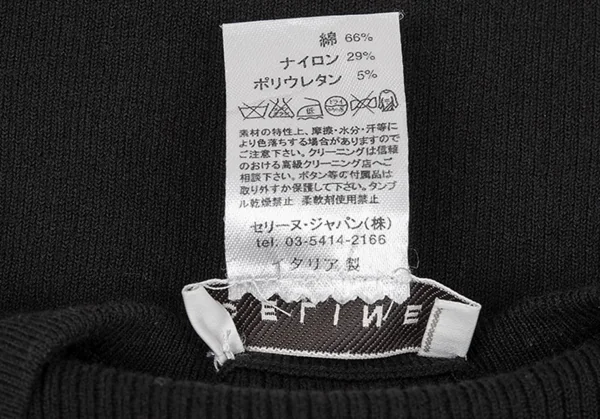 綿 66%
ナイロン 29%
ポリウレタン 5%
素材の特性上、摩擦・水分・汗等に
より色落ちする場合がありますので
ご注意下さい。クリーニングは信頼
のおける高級クリーニング店へご
相談下さい。ボタン等の付属品は
取り外すか保護して下さい。タンブ
ル乾燥禁止 柔軟剤使用禁止
セリーヌ・ジャパン(株)
tel: 03-5414-2166
イタリア製
CELINE